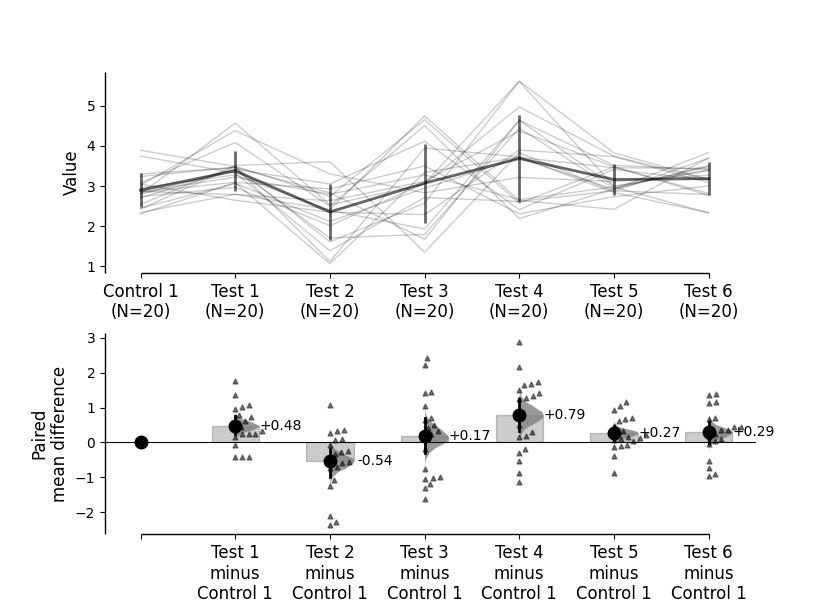 5
4
3
2
1
Value
Control 1 Test 1 Test 2 Test 3 Test 4 Test 5 Test 6
(N=20) (N=20) (N=20) (N=20) (N=20) (N=20) (N=20)
3
2
1
0
−1
−2
Paired
mean difference
+0.48
-0.54
+0.17
+0.79
+0.27
+0.29
Test 1 Test 2 Test 3 Test 4 Test 5 Test 6
minus minus minus minus minus minus
Control 1 Control 1 Control 1 Control 1 Control 1 Control 1